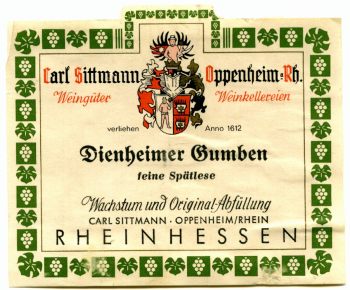 Carl Sittmann Oppenheim-Rh.
Weingüter Weinkellereien
verliehen Anno 1612
Dienheimer Gumben
feine Spätlese
Wachstum und Original-Abfüllung
CARL SITTMANN · OPPENHEIM/RHEIN
RHEINHESSEN